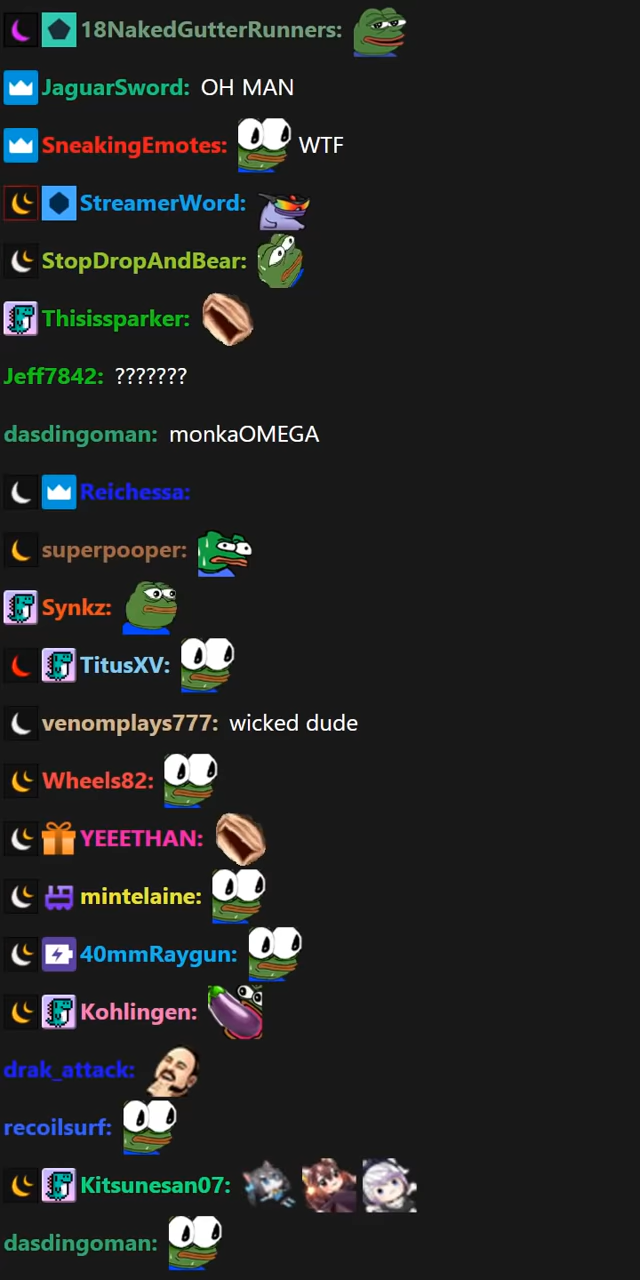 18NakedGutterRunners:
JaguarSword: OH MAN
SneakingEmotes: WTF
StreamerWord:
StopDropAndBear:
Thisissparker:
Jeff7842: ???????
dasdingoman: monkaOMEGA
Reichessa:
superpooper:
Synkz:
TitusXV:
venomplays777: wicked dude
Wheels82:
YEEETHAN:
mintelaine:
40mmRaygun:
Kohlingen:
drak_attack:
recoilsurf:
Kitsunesan07:
dasdingoman: